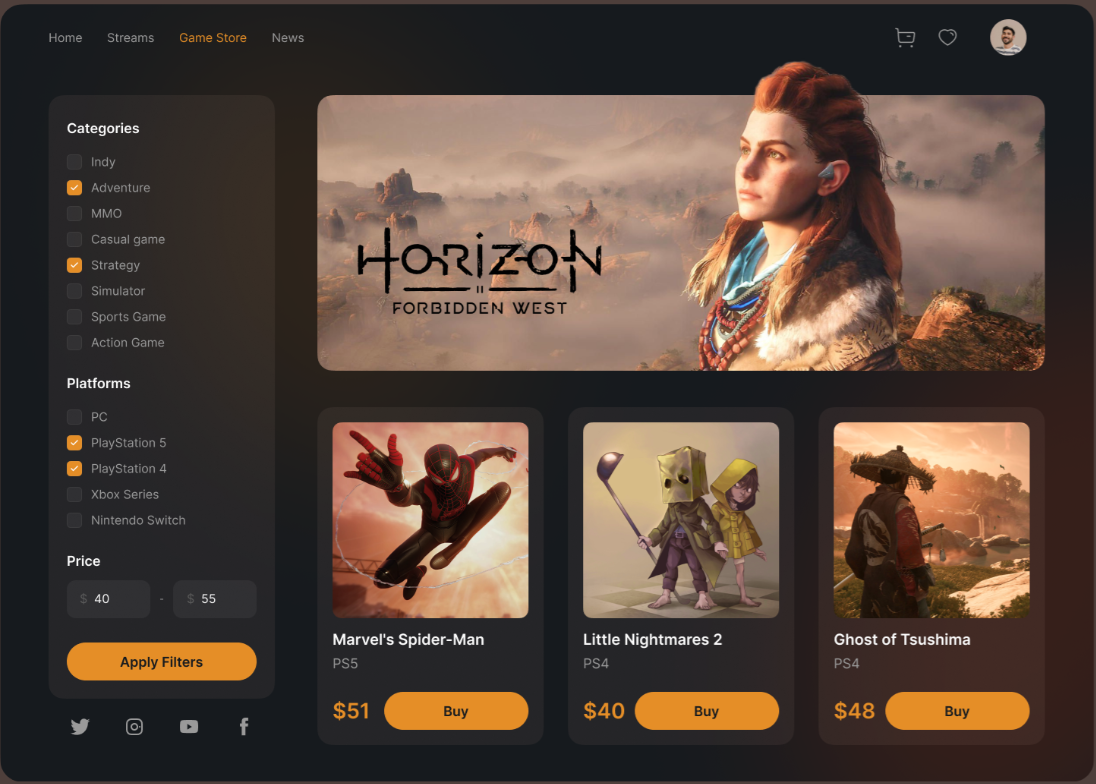 Home Streams Game Store News
Categories
Indy
Adventure
MMO
Casual game
Strategy
Simulator
Sports Game
Action Game
Platforms
PC
PlayStation 5
PlayStation 4
Xbox Series
Nintendo Switch
Price
$ 40 - $ 55
Apply Filters
HORIZON
FORBIDDEN WEST
Marvel's Spider-Man
PS5
$51 Buy
Little Nightmares 2
PS4
$40 Buy
Ghost of Tsushima
PS4
$48 Buy